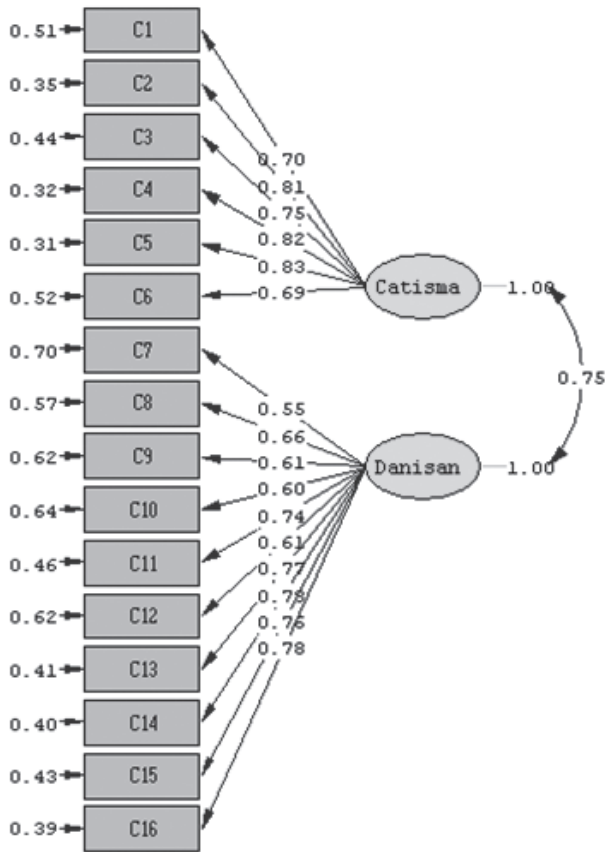 0.51 C1
0.35 C2
0.44 C3
0.70
0.32 C4
0.81
0.75
0.31 C5
0.82
0.83
0.52 C6
0.69
Catisma 1.00
0.70 C7
0.75
0.57 C8
0.55
0.66
0.62 C9
0.61
Danisan 1.00
0.64 C10
0.60
0.74
0.46 C11
0.61
0.77
0.62 C12
0.78
0.76
0.41 C13
0.78
0.40 C14
0.43 C15
0.39 C16